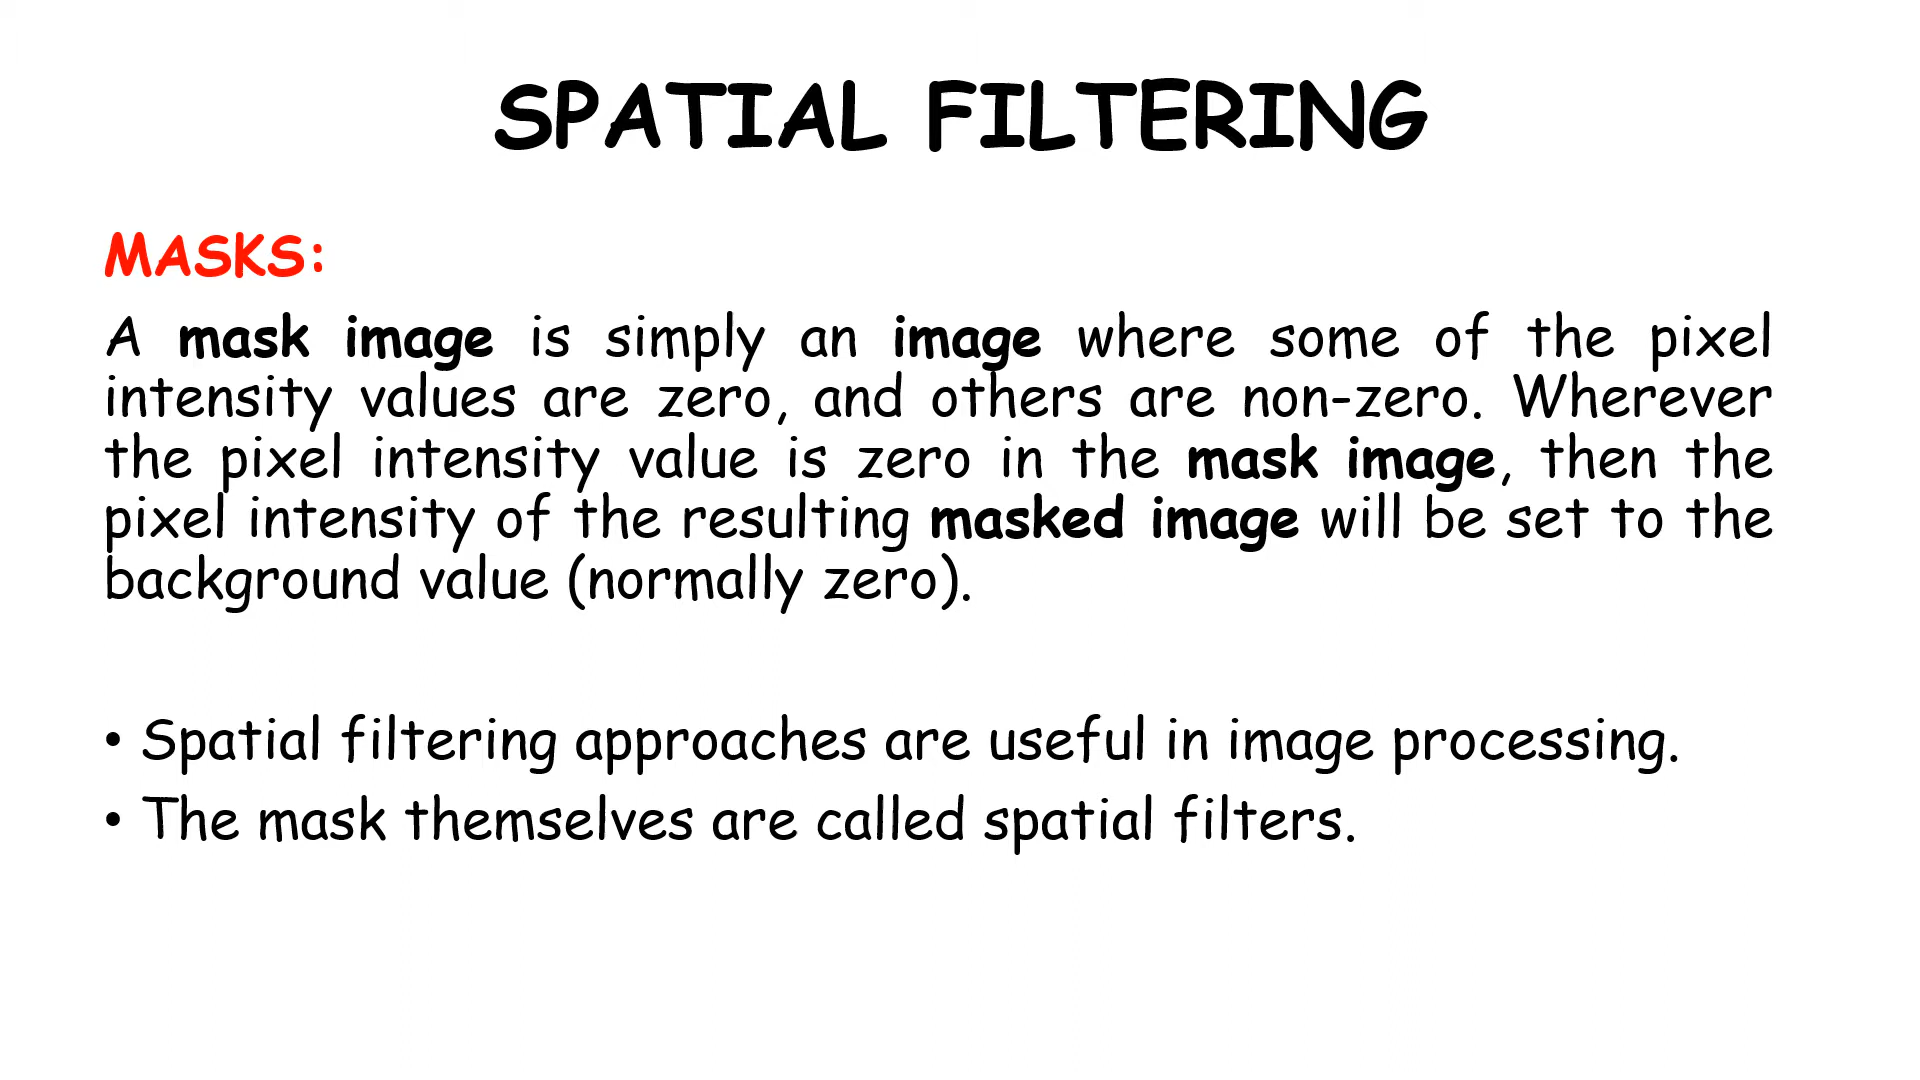 SPATIAL FILTERING
MASKS:
A mask image is simply an image where some of the pixel
intensity values are zero, and others are non-zero. Wherever
the pixel intensity value is zero in the mask image, then the
pixel intensity of the resulting masked image will be set to the
background value (normally zero).
• Spatial filtering approaches are useful in image processing.
• The mask themselves are called spatial filters.